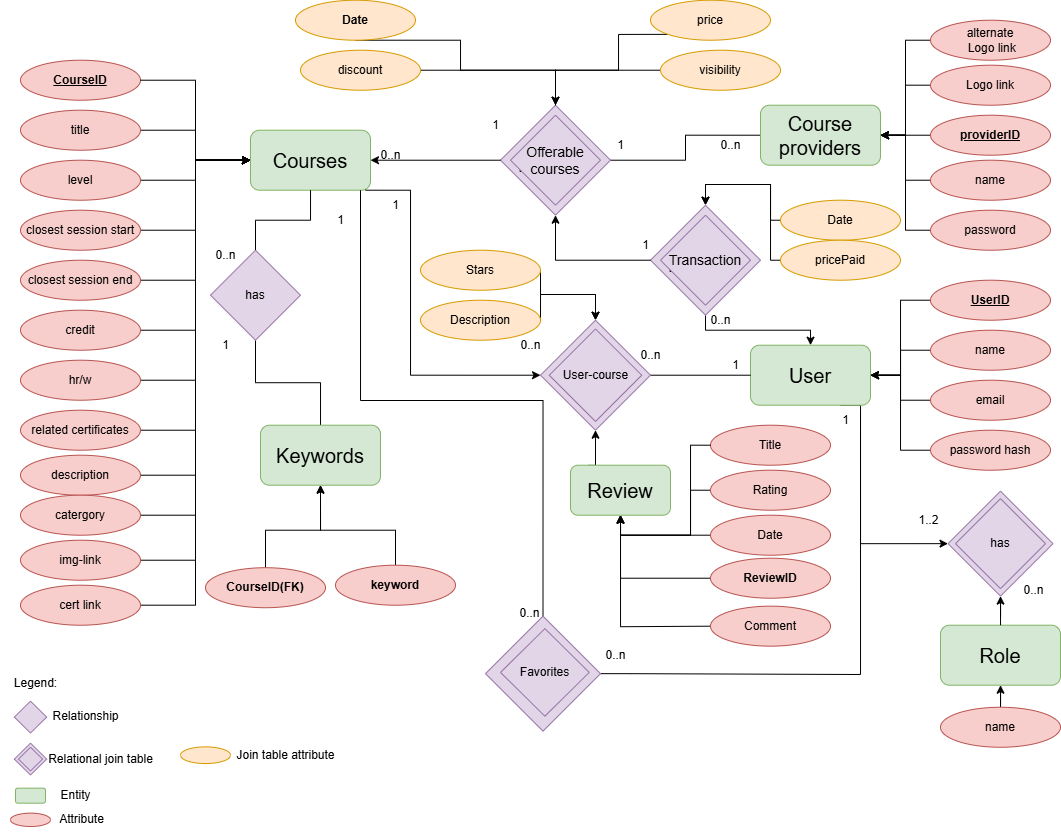 Date
price
discount
visibility
alternate
Logo link
Logo link
providerID
name
password
CourseID
title
level
closest session start
closest session end
credit
hr/w
related certificates
description
catergory
img-link
cert link
Courses
0..n
1
Offerable
courses
1
0..n
Course
providers
1
1
0..n
has
1
Keywords
CourseID(FK)
keyword
Stars
Description
0..n
User-course
0..n
1
1
Transaction
0..n
Date
pricePaid
User
1
UserID
name
email
password hash
Review
Title
Rating
Date
ReviewID
Comment
1..2
has
0..n
Role
name
0..n
Favorites
0..n
Legend:
Relationship
Relational join table
Join table attribute
Entity
Attribute